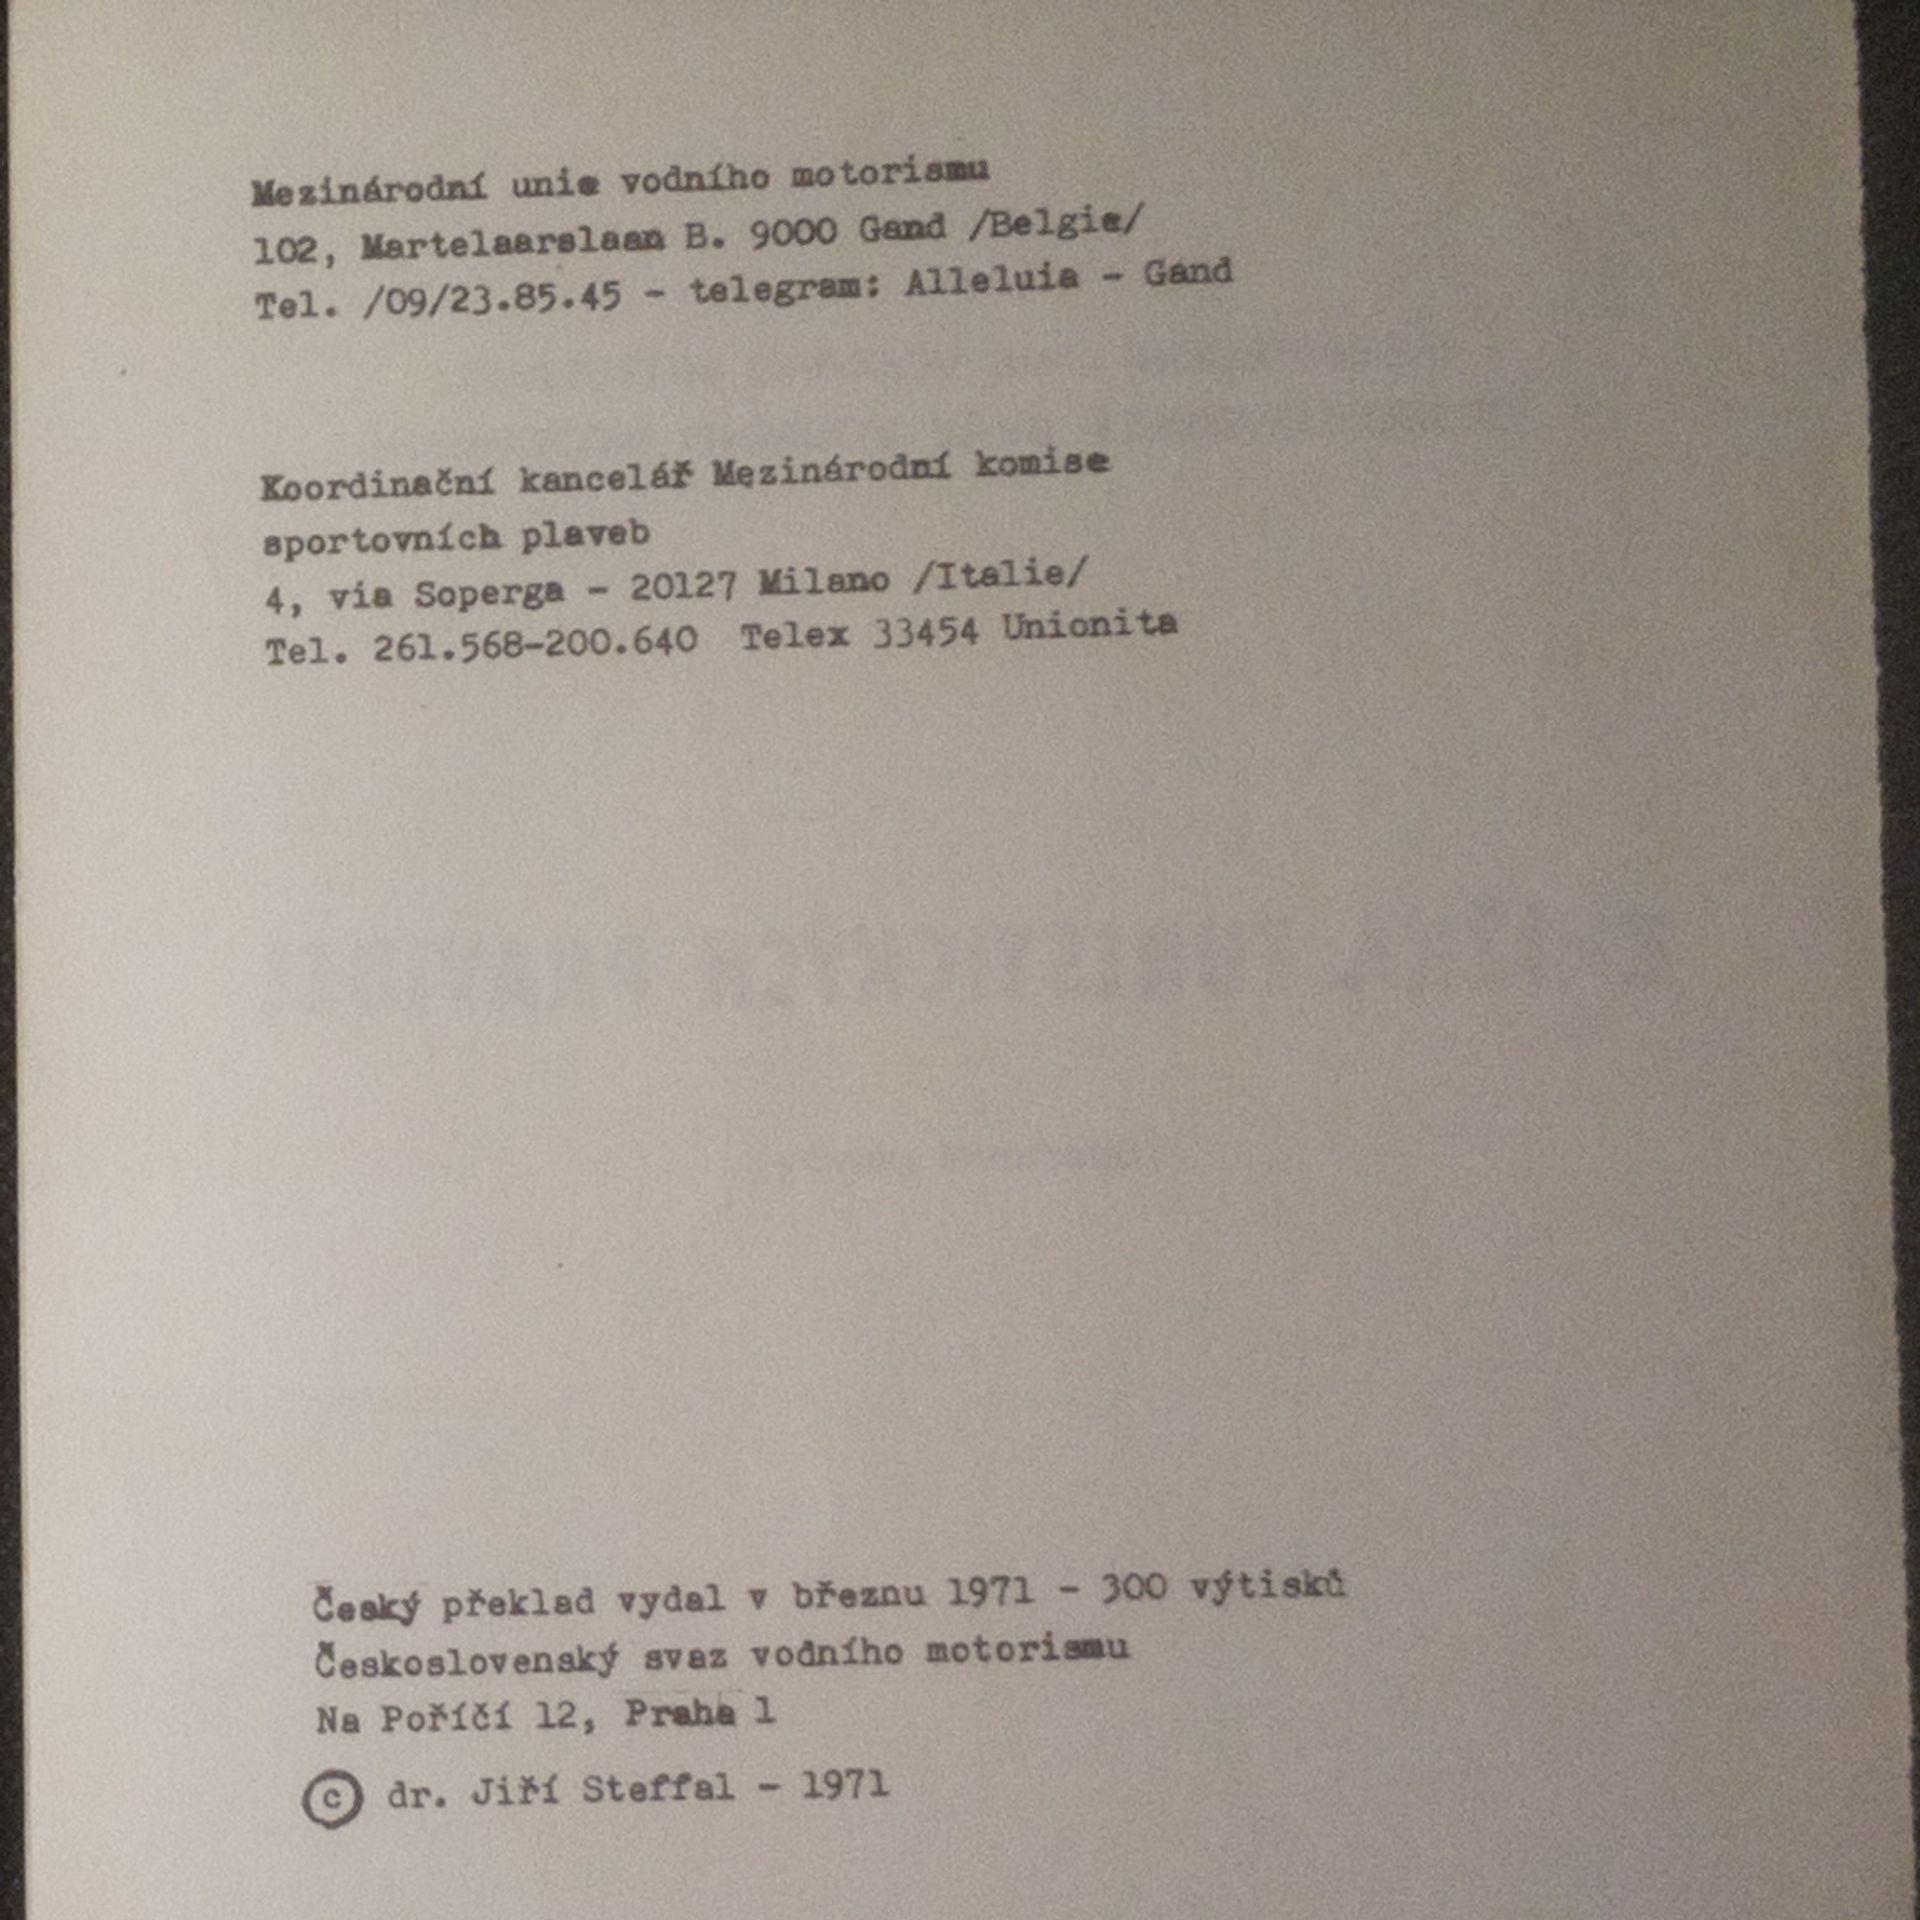 Mezinárodní unie vodního motorismu
102, Martelaarslaan B. 9000 Gand /Belgie/
Tel. /09/23.85.45 - telegram: Alleluia - Gand
Koordinační kancelář Mezinárodní komise
sportovních plaveb
4, via Soperga - 20127 Milano /Italie/
Tel. 261.568-200.640 Telex 33454 Unionita
Český překlad vydal v březnu 1971 - 300 výtisků
Československý svaz vodního motorismu
Na Poříčí 12, Praha 1
© dr. Jiří Steffal - 1971